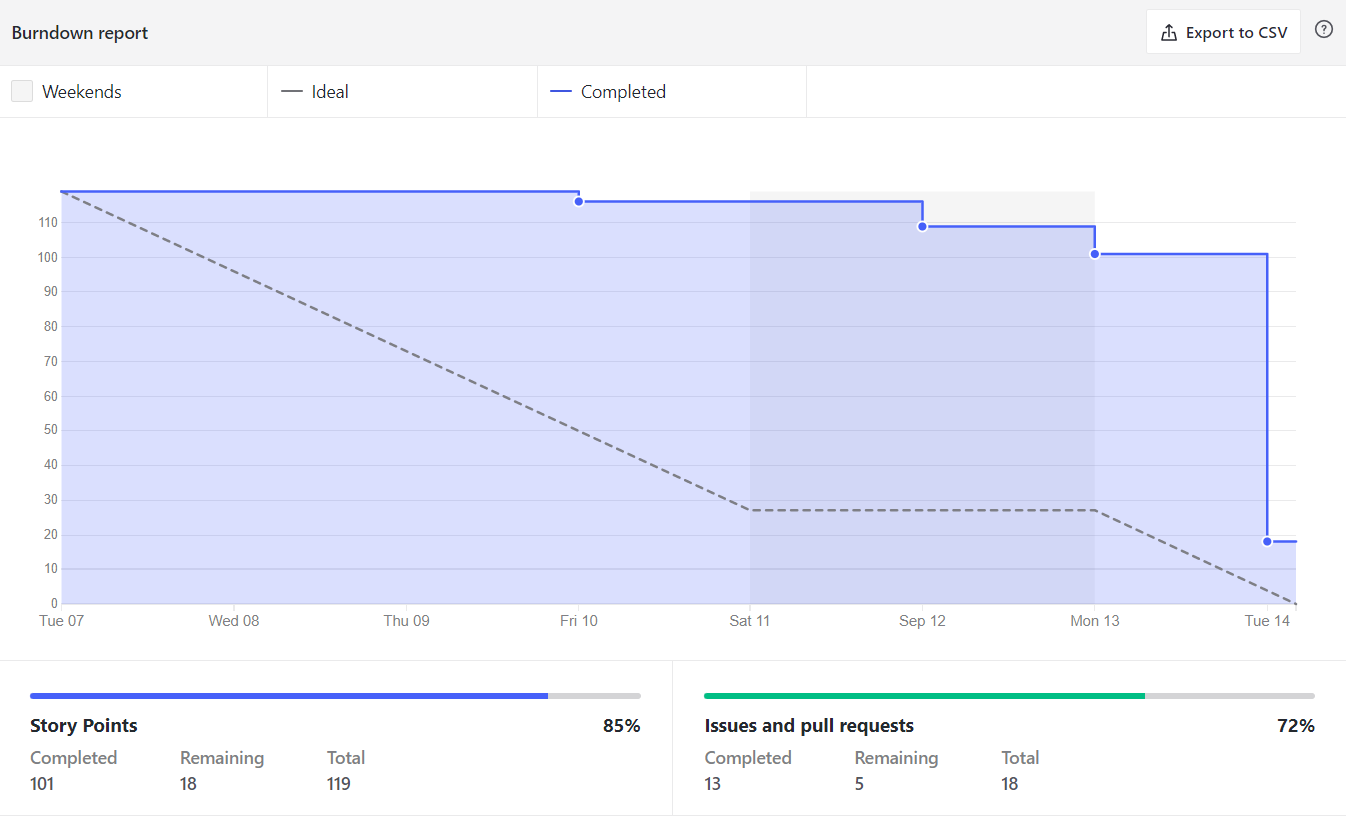 Burndown report
Export to CSV
Weekends
Ideal
Completed
110
100
90
80
70
60
50
40
30
20
10
0
Tue 07 Wed 08 Thu 09 Fri 10 Sat 11 Sep 12 Mon 13 Tue 14
Story Points 85%
Completed Remaining Total
101 18 119
Issues and pull requests 72%
Completed Remaining Total
13 5 18